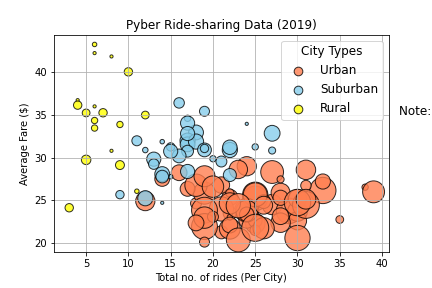 Pyber Ride-sharing Data (2019)
City Types
Urban
Suburban
Rural
Note:
Average Fare ($)
40
35
30
25
20
5 10 15 20 25 30 35 40
Total no. of rides (Per City)